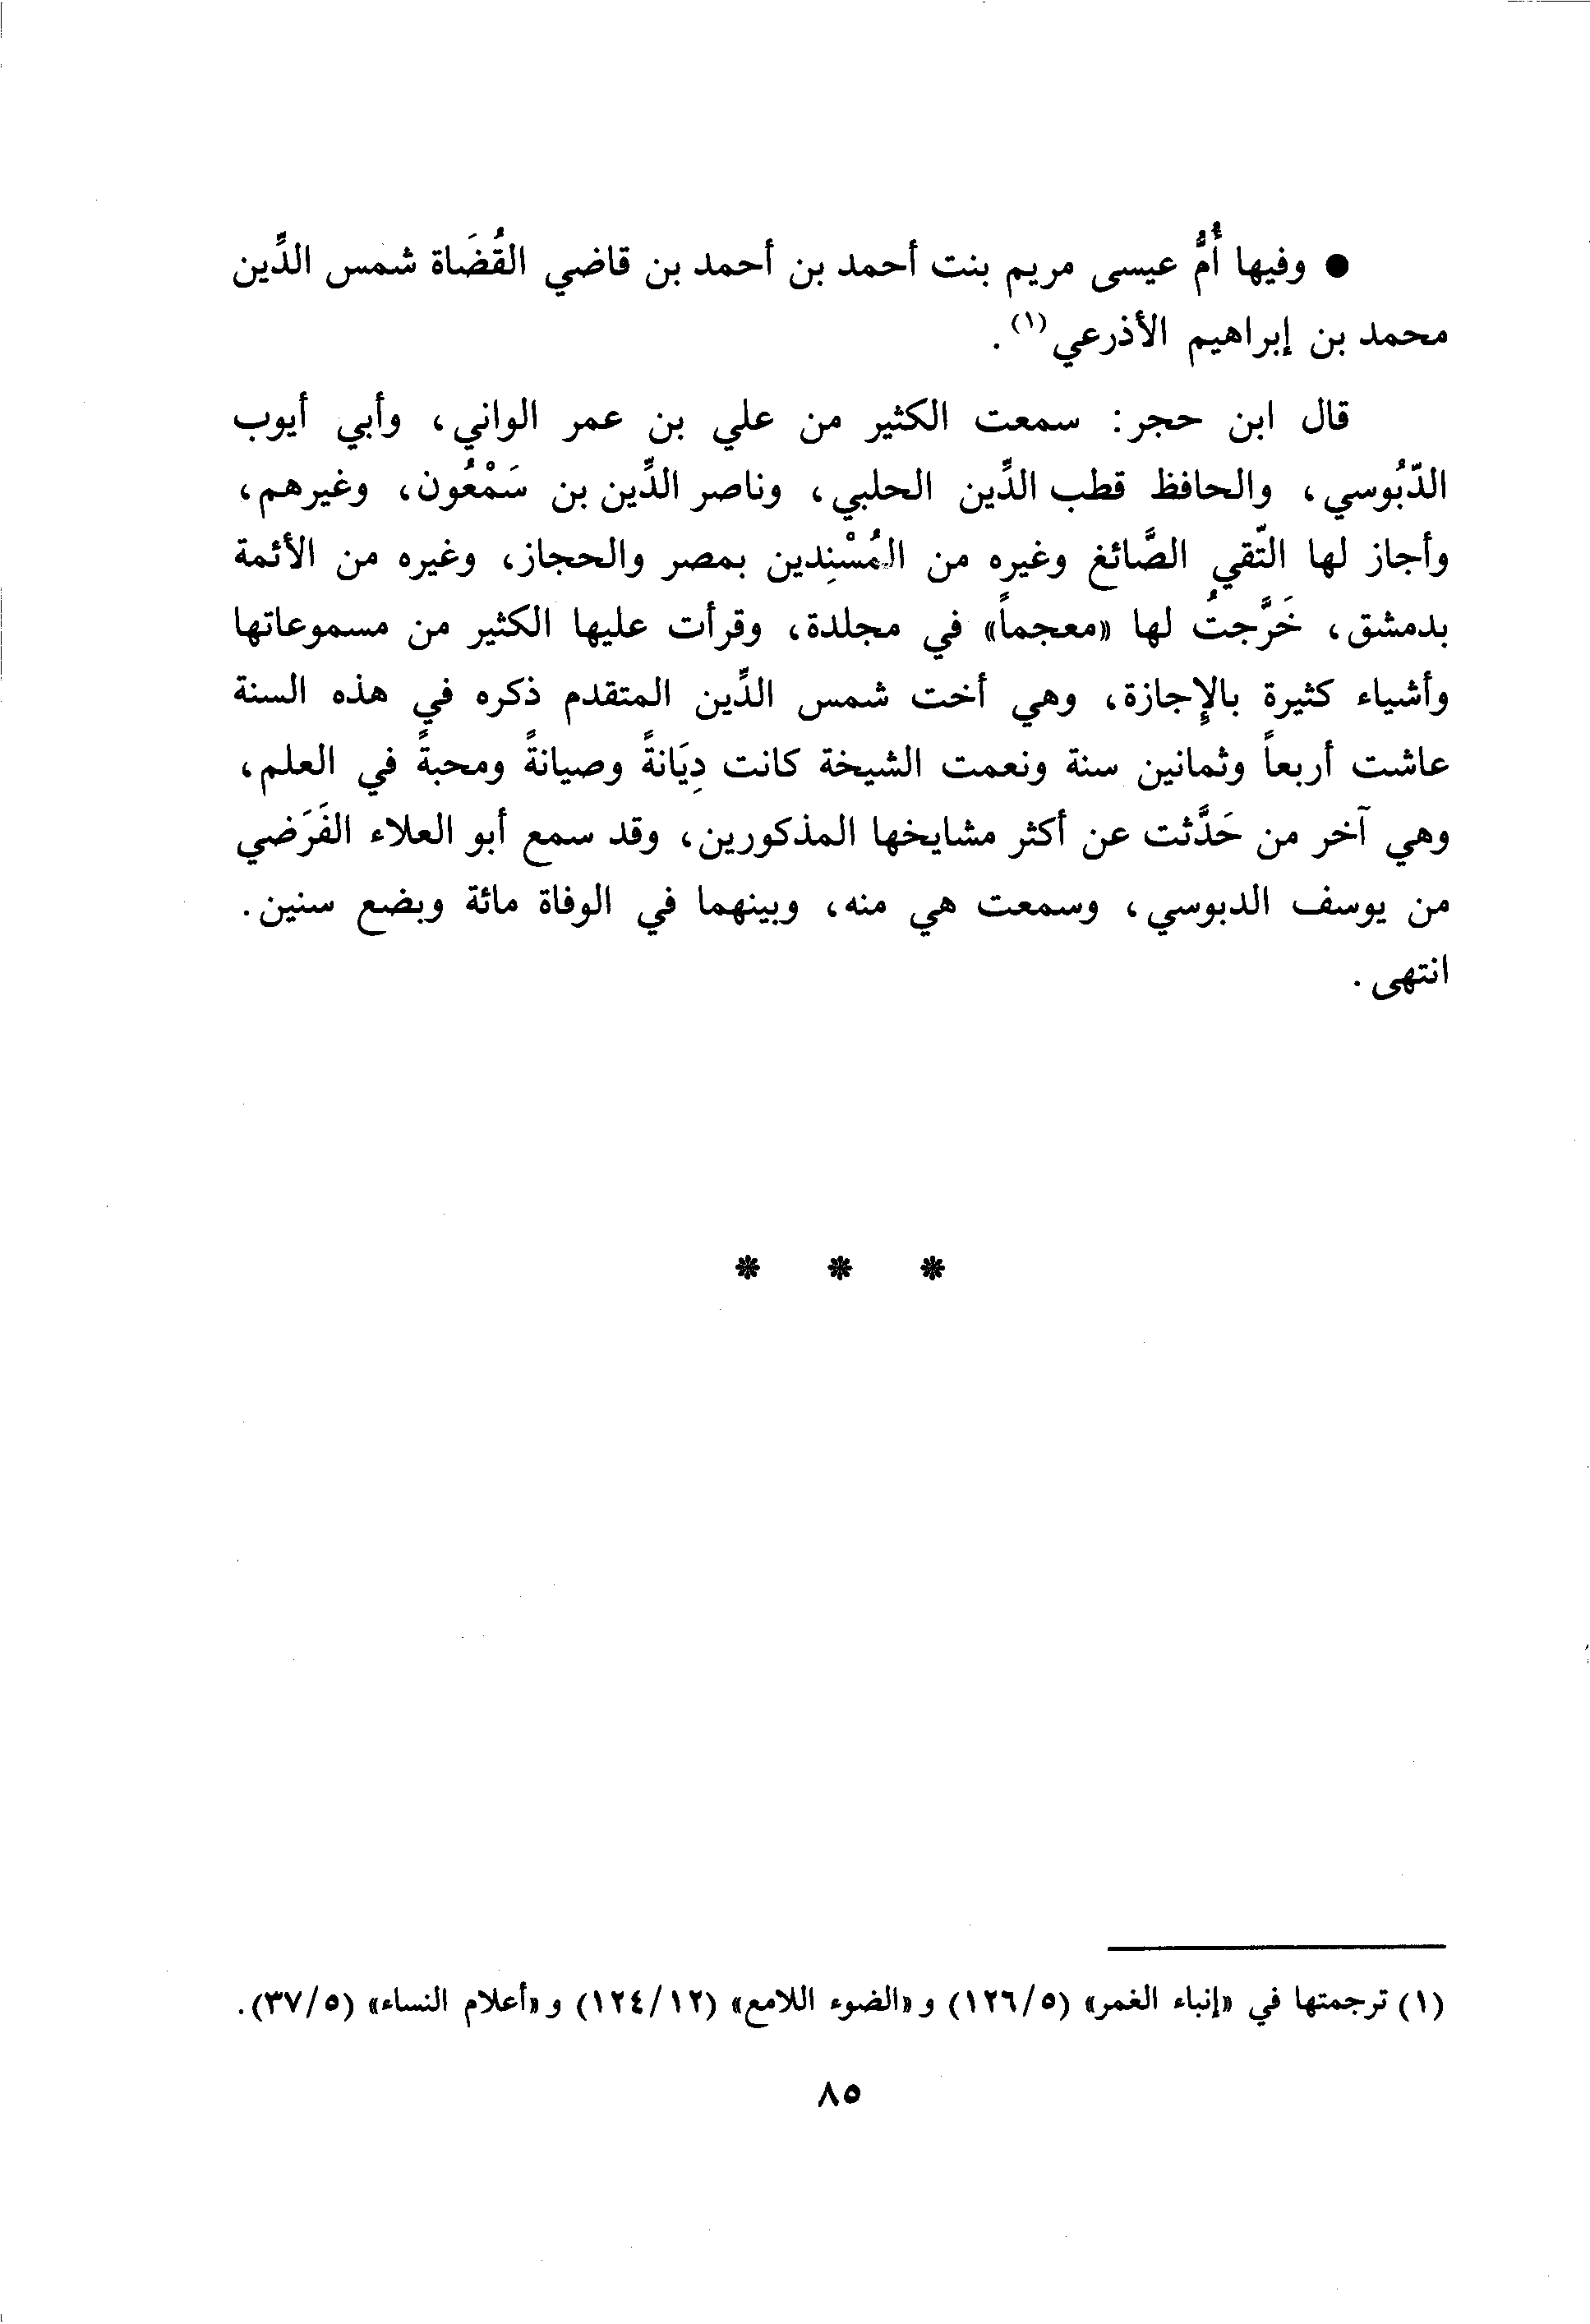 ● وفيها أُمُّ عيسى مريم بنت أحمد بن أحمد بن قاضي القُضَاة شمس الدِّين
محمد بن إبراهيم الأذرعي(١).
قال ابن حجر: سمعت الكثير من علي بن عمر الواني، وأبي أيوب
الدّبُوسي، والحافظ قطب الدِّين الحلبي، وناصر الدِّين بن سَمْعُون، وغيرهم،
وأجاز لها التّقي الصَّائغ وغيره من المُسْنِدين بمصر والحجاز، وغيره من الأئمة
بدمشق، خَرَّجتُ لها «معجماً» في مجلدة، وقرأت عليها الكثير من مسموعاتها
وأشياء كثيرة بالإجازة، وهي أخت شمس الدِّين المتقدم ذكره في هذه السنة
عاشت أربعاً وثمانين سنة ونعمت الشيخة كانت دِيَانةً وصيانةً ومحبةً في العلم،
وهي آخر من حَدَّثت عن أكثر مشايخها المذكورين، وقد سمع أبو العلاء الفَرَضي
من يوسف الدبوسي، وسمعت هي منه، وبينهما في الوفاة مائة وبضع سنين.
انتهى.
* * *
(١) ترجمتها في «إنباء الغمر» (١٢٦/٥) و «الضوء اللامع» (١٢٤/١٢) و «أعلام النساء» (٣٧/٥).
٨٥